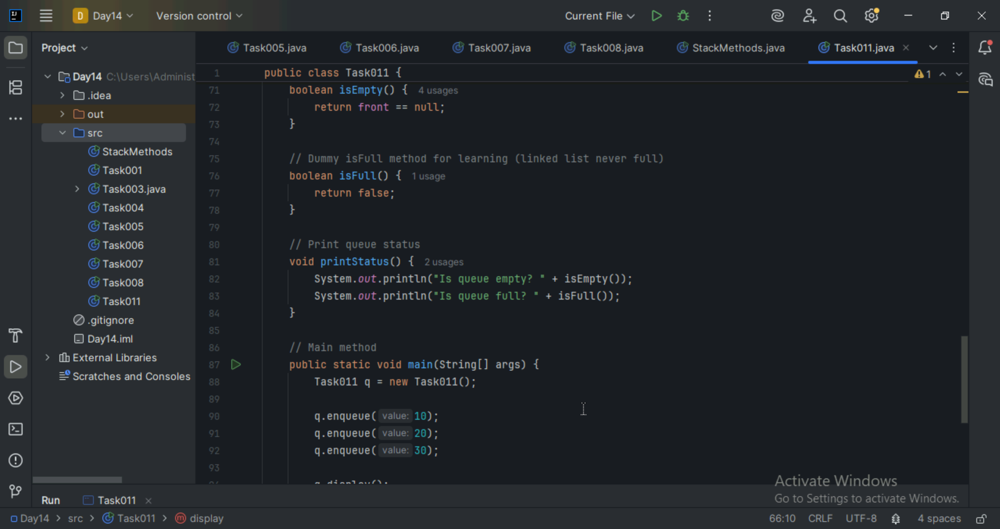 IJ
D Day14
Version control
Current File
Project
Task005.java
Task006.java
Task007.java
Task008.java
StackMethods.java
Task011.java
Day14 C:\Users\Administ
.idea
out
src
StackMethods
Task001
Task003.java
Task004
Task005
Task006
Task007
Task008
Task011
.gitignore
Day14.iml
External Libraries
Scratches and Consoles
1 public class Task011 {
1
71 boolean isEmpty() { 4 usages
72 return front == null;
73 }
74
75 // Dummy isFull method for learning (linked list never full)
76 boolean isFull() { 1 usage
77 return false;
78 }
79
80 // Print queue status
81 void printStatus() { 2 usages
82 System.out.println("Is queue empty? " + isEmpty());
83 System.out.println("Is queue full? " + isFull());
84 }
85
86 // Main method
87 public static void main(String[] args) {
88 Task011 q = new Task011();
89
90 q.enqueue( value: 10);
91 q.enqueue( value: 20);
92 q.enqueue( value: 30);
93
q.display();
Activate Windows
Go to Settings to activate Windows.
Run
Task011
Day14 > src > Task011 > m display
66:10 CRLF UTF-8 4 spaces